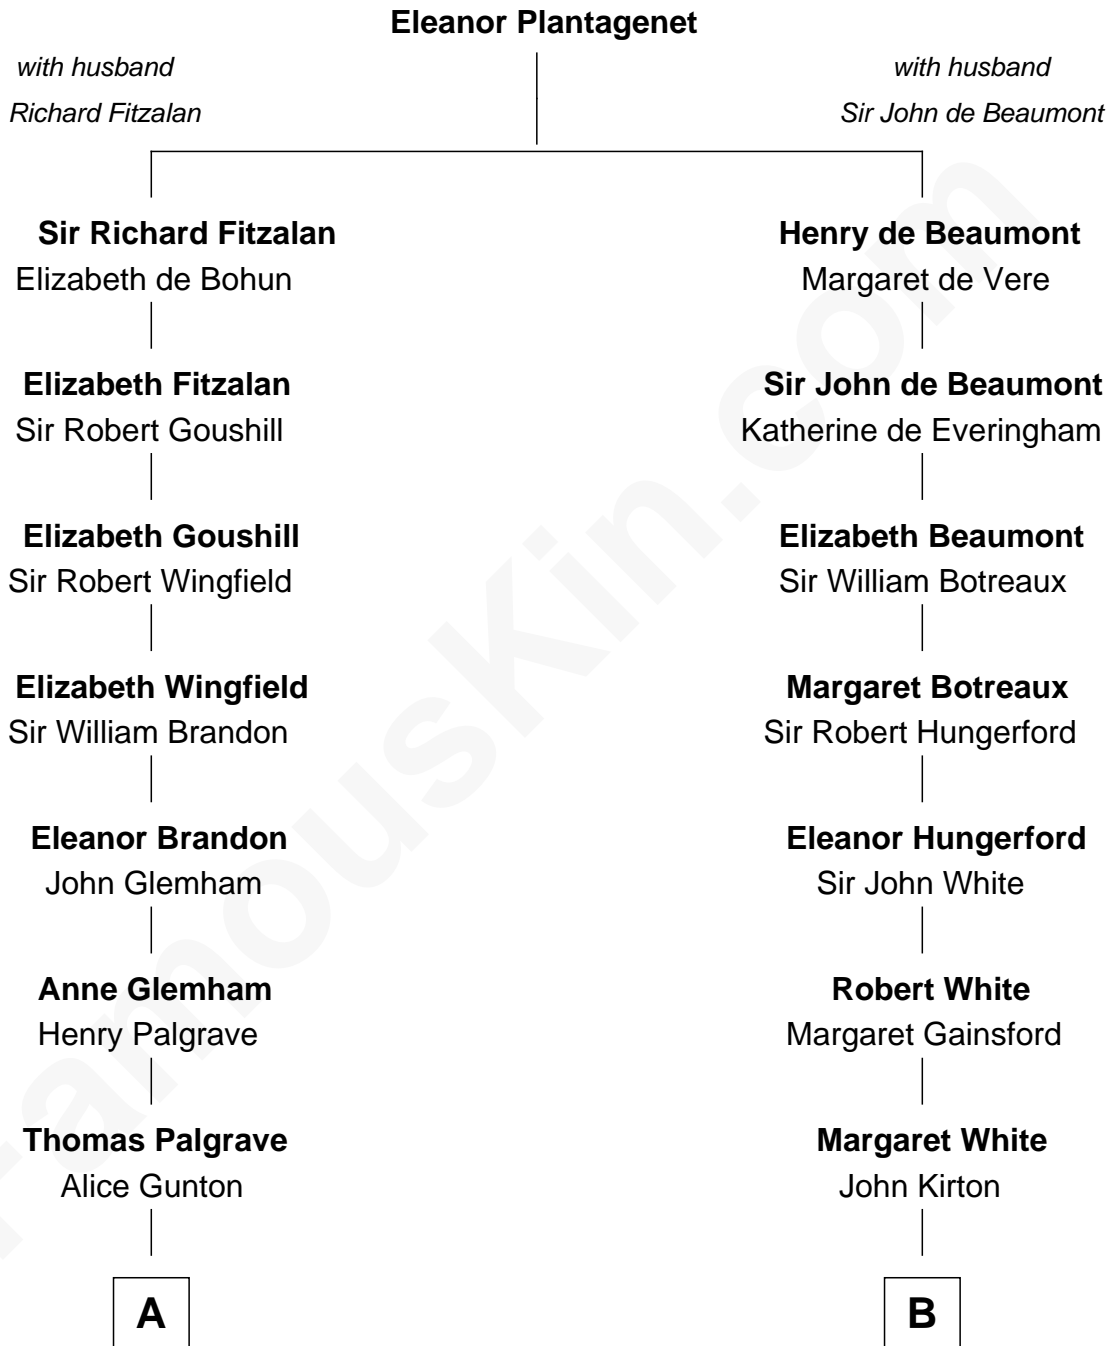 Eleanor Plantagenet
with husband
Richard Fitzalan
with husband
Sir John de Beaumont
Sir Richard Fitzalan
Elizabeth de Bohun
Henry de Beaumont
Margaret de Vere
Elizabeth Fitzalan
Sir Robert Goushill
Sir John de Beaumont
Katherine de Everingham
Elizabeth Goushill
Sir Robert Wingfield
Elizabeth Beaumont
Sir William Botreaux
Elizabeth Wingfield
Sir William Brandon
Margaret Botreaux
Sir Robert Hungerford
Eleanor Brandon
John Glemham
Eleanor Hungerford
Sir John White
Anne Glemham
Henry Palgrave
Robert White
Margaret Gainsford
Thomas Palgrave
Alice Gunton
Margaret White
John Kirton
A
B
FamousKin.com